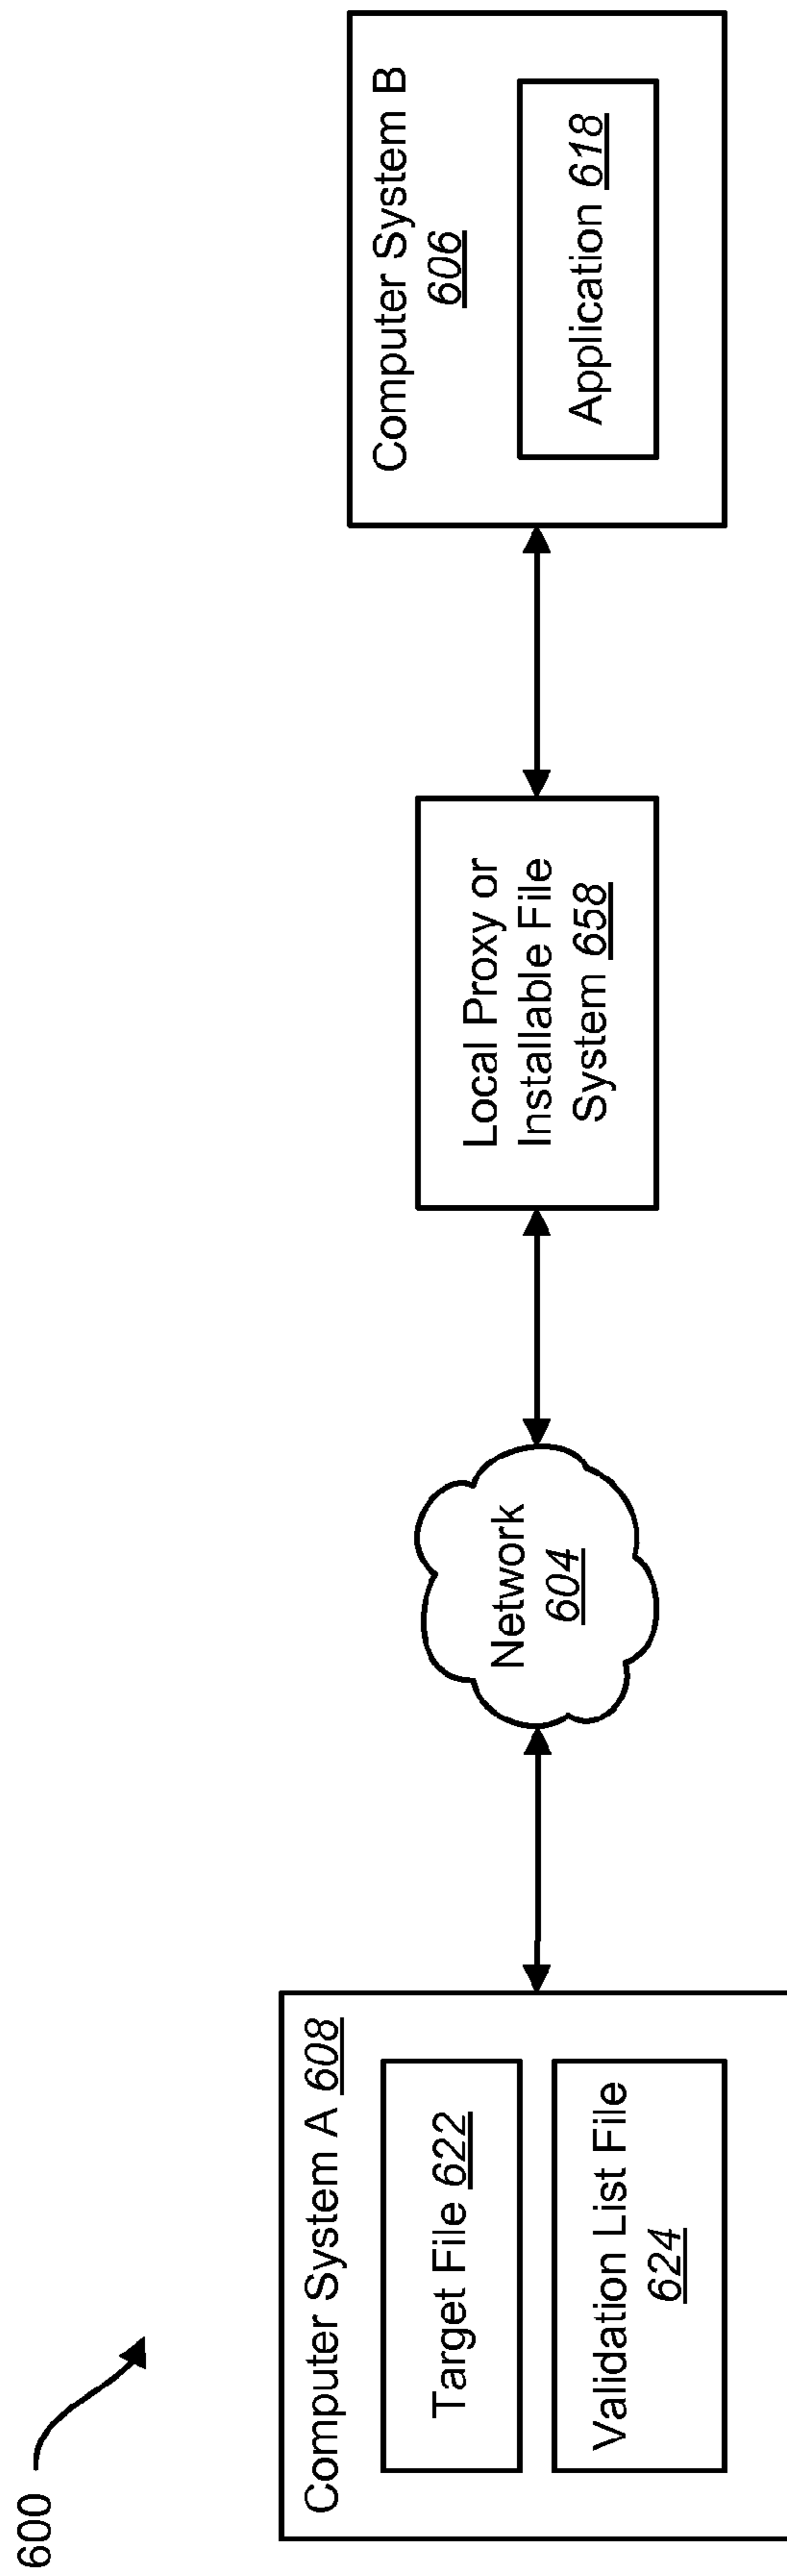 600
Computer System A 608
Target File 622
Validation List File
624
Network
604
Local Proxy or
Installable File
System 658
Computer System B
606
Application 618